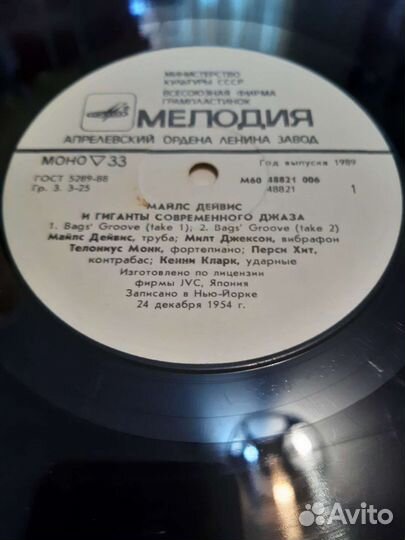 МИНИСТЕРСТВО
КУЛЬТУРЫ СССР
ВСЕСОЮЗНАЯ ФИРМА
ГРАМПЛАСТИНОК
МЕЛОДИЯ
АПРЕЛЕВСКИЙ ОРДЕНА ЛЕНИНА ЗАВОД
МОНО ▽ 33
Год выпуска 1989
ГОСТ 5289-88
М60 48821 006
Гр. 3. 3-25
48821
1
МАЙЛС ДЕЙВИС
И ГИГАНТЫ СОВРЕМЕННОГО ДЖАЗА
1. Bags' Groove (take 1); 2. Bags' Groove (take 2)
Майлс Дейвис, труба; Милт Джексон, вибрафон
Телониус Монк, фортепиано; Перси Хит,
контрабас; Кенни Кларк, ударные
Изготовлено по лицензии
фирмы JVC, Япония
Записано в Нью-Йорке
24 декабря 1954 г.
Avito